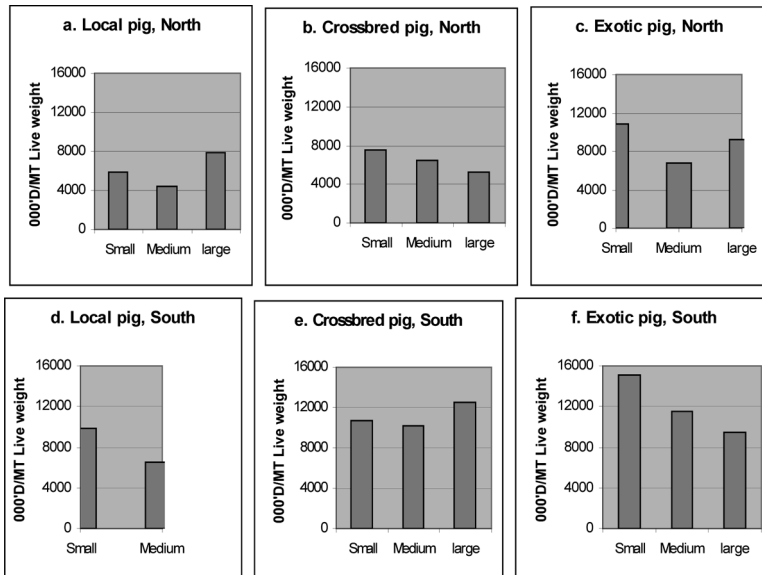 a. Local pig, North
000'D/MT Live weight
16000
12000
8000
4000
0
Small Medium large
b. Crossbred pig, North
000'D/MT Live weight
16000
12000
8000
4000
0
Small Medium large
c. Exotic pig, North
000'D/MT Live weight
16000
12000
8000
4000
0
Small Medium large
d. Local pig, South
000'D/MT Live weight
16000
12000
8000
4000
0
Small Medium
e. Crossbred pig, South
000'D/MT Live weight
16000
12000
8000
4000
0
Small Medium large
f. Exotic pig, South
000'D/MT Live weight
16000
12000
8000
4000
0
Small Medium large